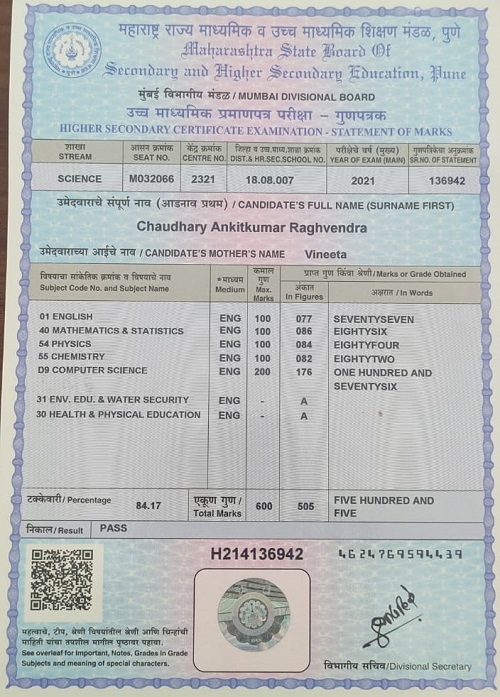 महाराष्ट्र राज्य माध्यमिक व उच्च माध्यमिक शिक्षण मंडळ, पुणे
Maharashtra State Board Of
Secondary and Higher Secondary Education, Pune
मुंबई विभागीय मंडळ / MUMBAI DIVISIONAL BOARD
उच्च माध्यमिक प्रमाणपत्र परीक्षा – गुणपत्रक
HIGHER SECONDARY CERTIFICATE EXAMINATION - STATEMENT OF MARKS
शाखा आसन क्रमांक केंद्र क्रमांक जिल्हा व उच्च.माध्य.शाळा क्रमांक परीक्षेचे वर्ष (मुख्य) गुणपत्रिकेचा अनुक्रमांक
STREAM SEAT NO. CENTRE NO. DIST. & HR.SEC.SCHOOL NO. YEAR OF EXAM (MAIN) SR.NO. OF STATEMENT
SCIENCE M032066 2321 18.08.007 2021 136942
उमेदवाराचे संपूर्ण नाव (आडनाव प्रथम) / CANDIDATE'S FULL NAME (SURNAME FIRST)
Chaudhary Ankitkumar Raghvendra
उमेदवाराच्या आईचे नाव / CANDIDATE'S MOTHER'S NAME Vineeta
विषयाचा सांकेतिक क्रमांक व विषयाचे नाव
Subject Code No. and Subject Name
* माध्यम
Medium
कमाल
गुण
Max.
Marks
प्राप्त गुण किंवा श्रेणी/Marks or Grade Obtained
अंकात
In Figures
अक्षरात / In Words
01 ENGLISH ENG 100 077 SEVENTYSEVEN
40 MATHEMATICS & STATISTICS ENG 100 086 EIGHTYSIX
54 PHYSICS ENG 100 084 EIGHTYFOUR
55 CHEMISTRY ENG 100 082 EIGHTYTWO
D9 COMPUTER SCIENCE ENG 200 176 ONE HUNDRED AND
SEVENTYSIX
31 ENV. EDU. & WATER SECURITY ENG - A
30 HEALTH & PHYSICAL EDUCATION ENG - A
टक्केवारी / Percentage 84.17 एकूण गुण / Total Marks 600 505 FIVE HUNDRED AND
FIVE
निकाल/Result PASS
H214136942
4624769594439
महत्वाचे, टीप, श्रेणी विषयांतील श्रेणी आणि चिन्हांची
माहिती यांचा तपशील मागील पृष्ठावर पहावा.
See overleaf for Important, Notes, Grades in Grade
Subjects and meaning of special characters.
विभागीय सचिव/Divisional Secretary